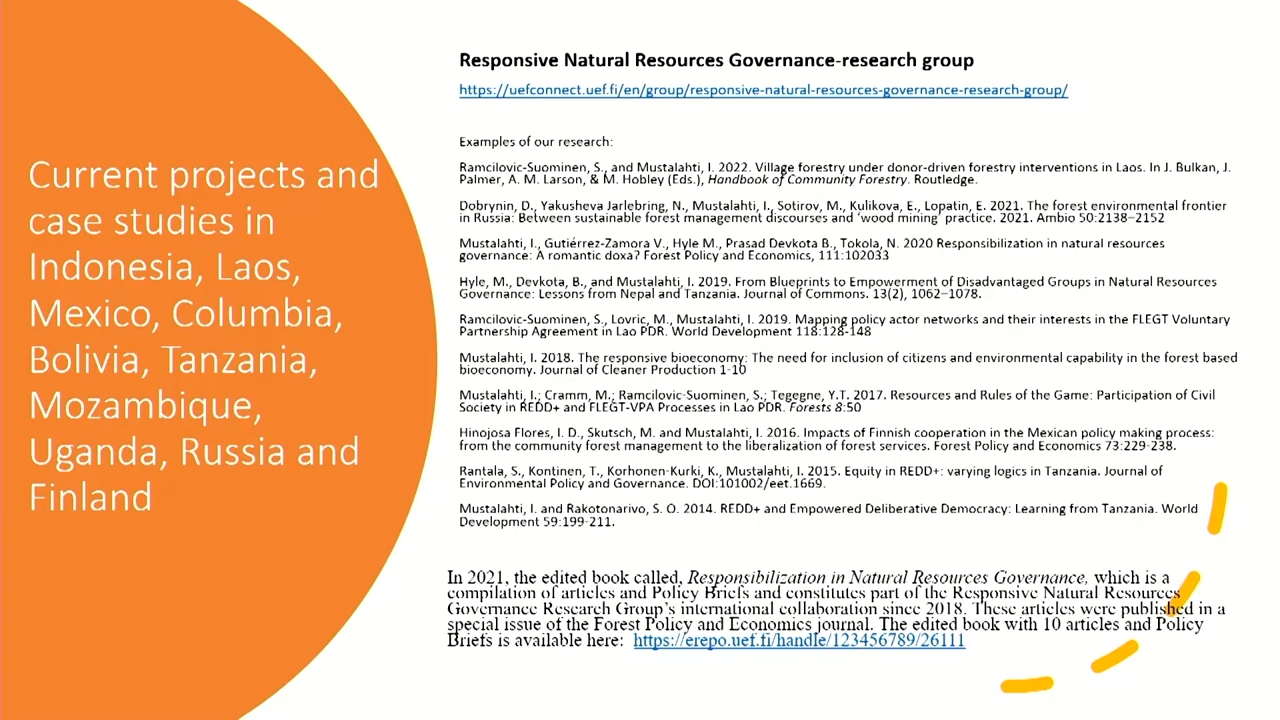 Current projects and
case studies in
Indonesia, Laos,
Mexico, Columbia,
Bolivia, Tanzania,
Mozambique,
Uganda, Russia and
Finland
Responsive Natural Resources Governance-research group
https://uefconnect.uef.fi/en/group/responsive-natural-resources-governance-research-group/
Examples of our research:
Ramcilovic-Suominen, S., and Mustalahti, I. 2022. Village forestry under donor-driven forestry interventions in Laos. In J. Bulkan, J.
Palmer, A. M. Larson, & M. Hobley (Eds.), Handbook of Community Forestry. Routledge.
Dobrynin, D., Yakusheva Jarlebring, N., Mustalahti, I., Sotirov, M., Kulikova, E., Lopatin, E. 2021. The forest environmental frontier
in Russia: Between sustainable forest management discourses and 'wood mining' practice. 2021. Ambio 50:2138–2152
Mustalahti, I., Gutiérrez-Zamora V., Hyle M., Prasad Devkota B., Tokola, N. 2020 Responsibilization in natural resources
governance: A romantic doxa? Forest Policy and Economics, 111:102033
Hyle, M., Devkota, B., and Mustalahti, I. 2019. From Blueprints to Empowerment of Disadvantaged Groups in Natural Resources
Governance: Lessons from Nepal and Tanzania. Journal of Commons. 13(2), 1062–1078.
Ramcilovic-Suominen, S., Lovric, M., Mustalahti, I. 2019. Mapping policy actor networks and their interests in the FLEGT Voluntary
Partnership Agreement in Lao PDR. World Development 118:128-148
Mustalahti, I. 2018. The responsive bioeconomy: The need for inclusion of citizens and environmental capability in the forest based
bioeconomy. Journal of Cleaner Production 1-10
Mustalahti, I.; Cramm, M.; Ramcilovic-Suominen, S.; Tegegne, Y.T. 2017. Resources and Rules of the Game: Participation of Civil
Society in REDD+ and FLEGT-VPA Processes in Lao PDR. Forests 8:50
Hinojosa Flores, I. D., Skutsch, M. and Mustalahti, I. 2016. Impacts of Finnish cooperation in the Mexican policy making process:
from the community forest management to the liberalization of forest services. Forest Policy and Economics 73:229-238.
Rantala, S., Kontinen, T., Korhonen-Kurki, K., Mustalahti, I. 2015. Equity in REDD+: varying logics in Tanzania. Journal of
Environmental Policy and Governance. DOI:101002/eet.1669.
Mustalahti, I. and Rakotonarivo, S. O. 2014. REDD+ and Empowered Deliberative Democracy: Learning from Tanzania. World
Development 59:199-211.
In 2021, the edited book called, Responsibilization in Natural Resources Governance, which is a
compilation of articles and Policy Briefs and constitutes part of the Responsive Natural Resources
Governance Research Group's international collaboration since 2018. These articles were published in a
special issue of the Forest Policy and Economics journal. The edited book with 10 articles and Policy
Briefs is available here: https://erepo.uef.fi/handle/123456789/26111